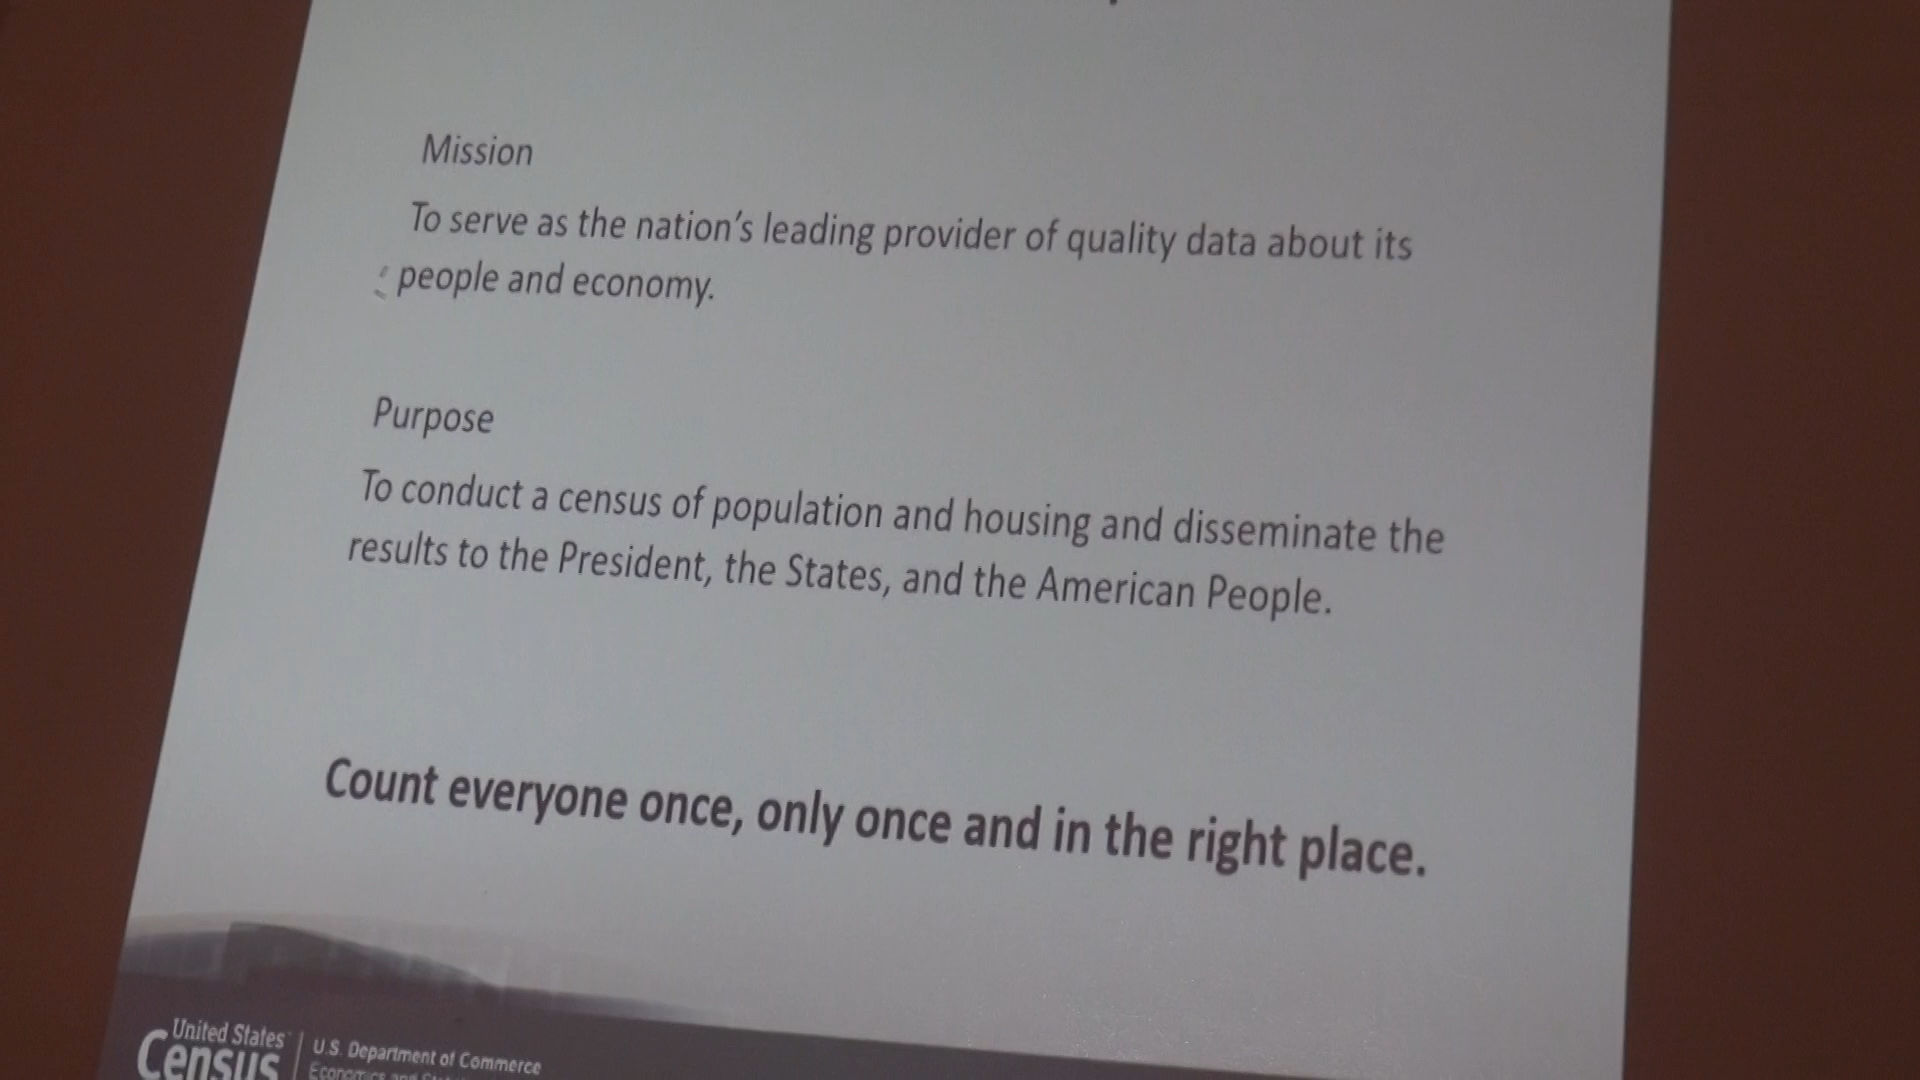 Mission
To serve as the nation's leading provider of quality data about its
people and economy.
Purpose
To conduct a census of population and housing and disseminate the
results to the President, the States, and the American People.
Count everyone once, only once and in the right place.
United States
Census
U.S. Department of Commerce
Economics and